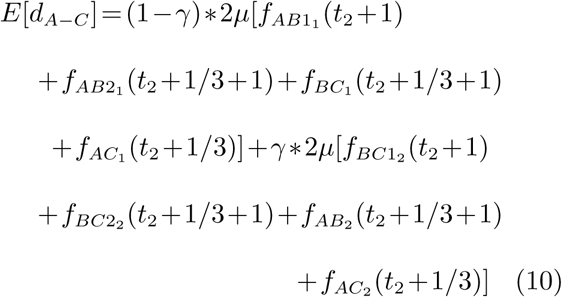 E[d_{A−C}] = (1−γ)∗2μ[f_{AB1_1}(t_2+1)
+ f_{AB2_1}(t_2+1/3+1) + f_{BC_1}(t_2+1/3+1)
+ f_{AC_1}(t_2+1/3)] + γ∗2μ[f_{BC1_2}(t_2+1)
+ f_{BC2_2}(t_2+1/3+1) + f_{AB_2}(t_2+1/3+1)
+ f_{AC_2}(t_2+1/3)] (10)